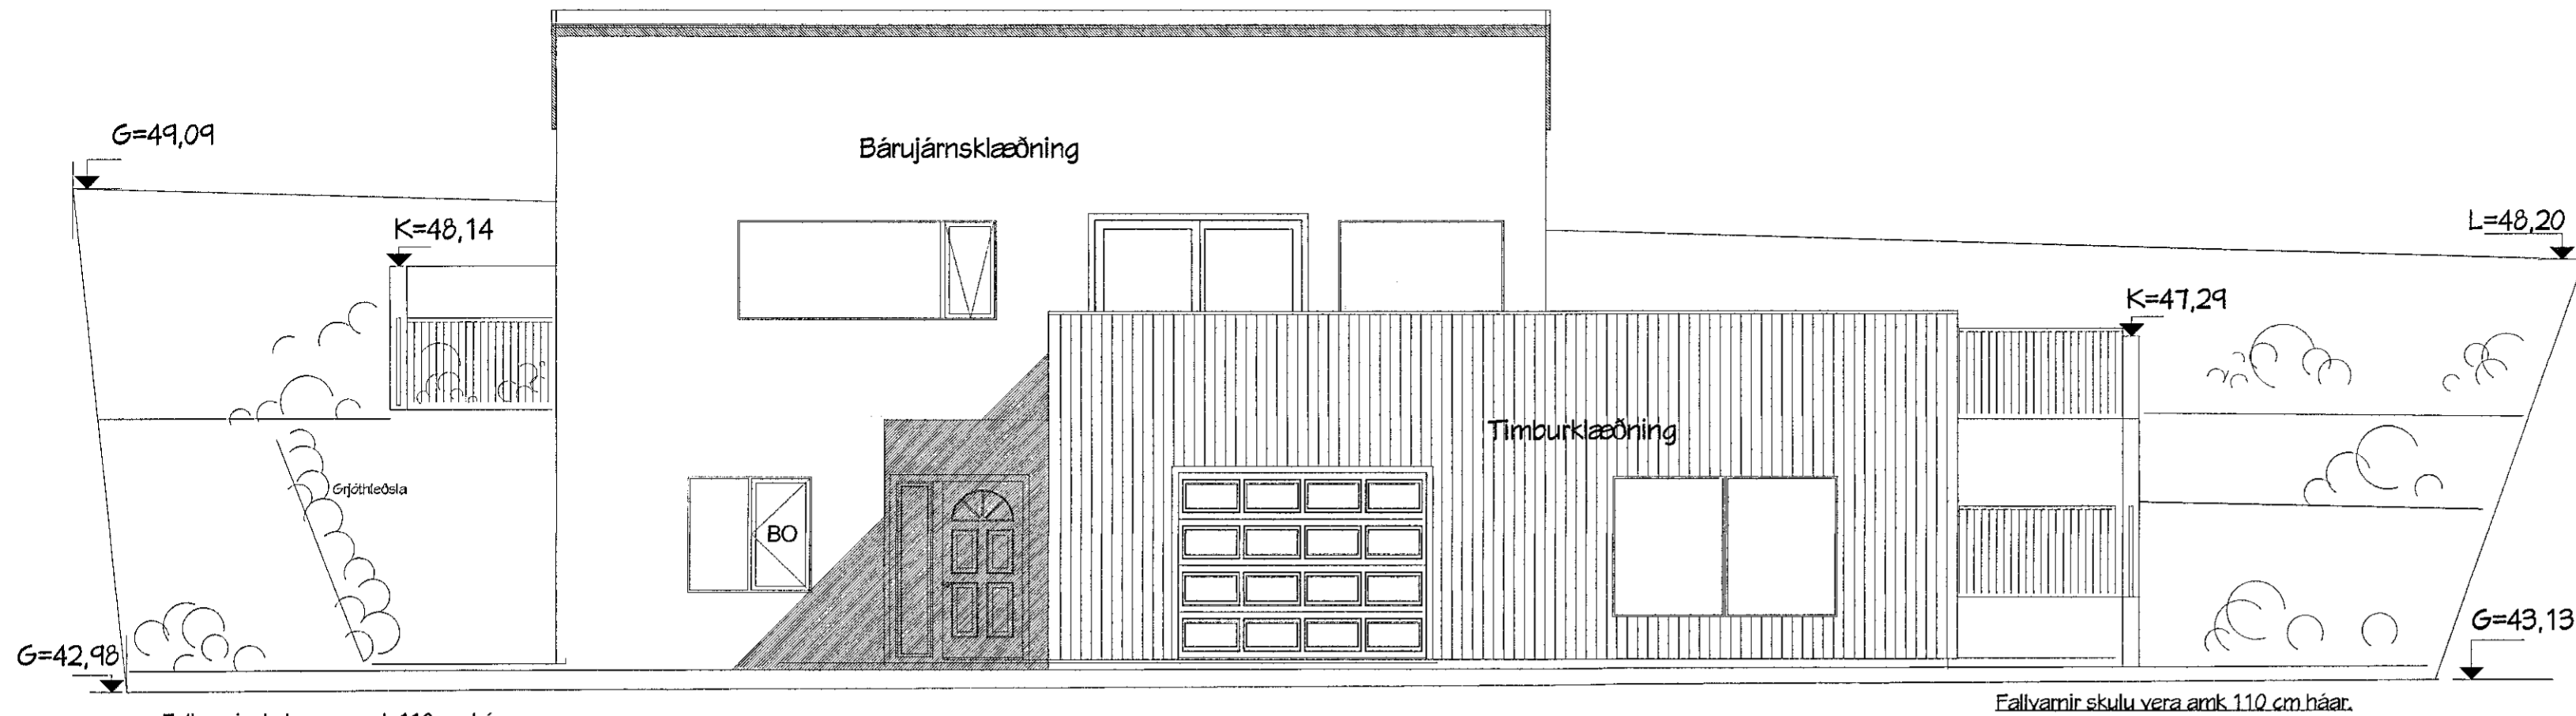 G=49,09
Bárujárnsklæðning
K=48,14
L=48,20
K=47,29
Timburklæðning
Grjóthleðsla
BO
G=42,98
G=43,13
Fallvarnir skulu vera amk 110 cm háar.